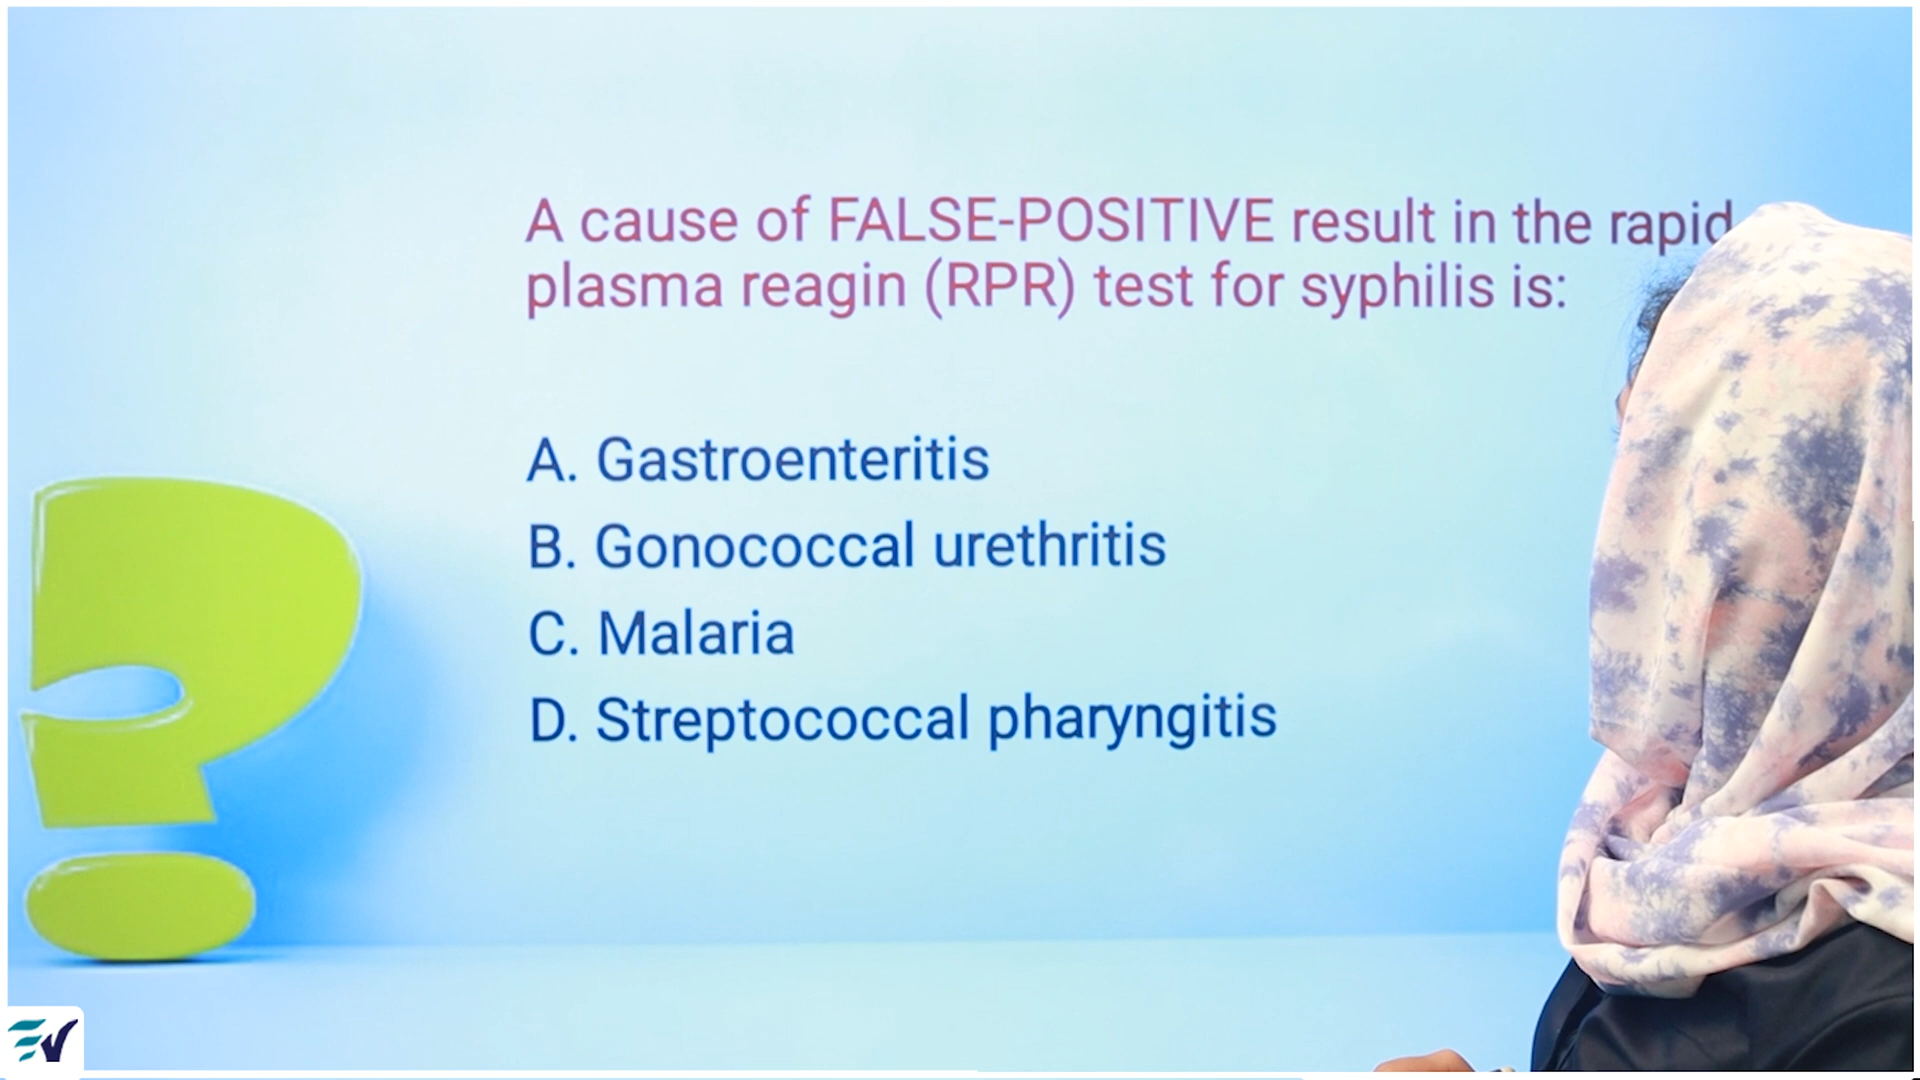 A cause of FALSE-POSITIVE result in the rapid
plasma reagin (RPR) test for syphilis is:
A. Gastroenteritis
B. Gonococcal urethritis
C. Malaria
D. Streptococcal pharyngitis